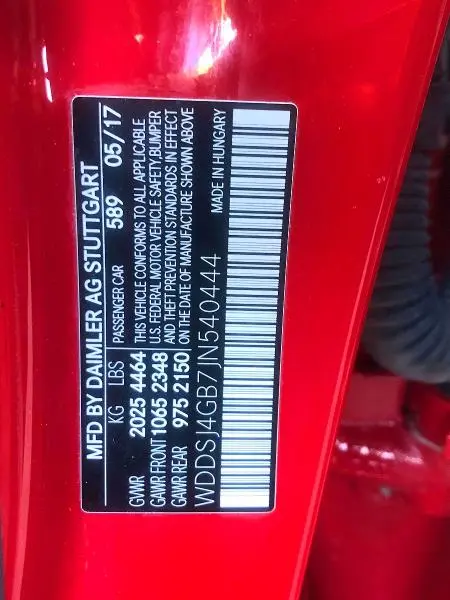 MFD BY DAIMLER AG STUTTGART
KG LBS PASSENGER CAR 589 05/17
GVWR 2025 4464 THIS VEHICLE CONFORMS TO ALL APPLICABLE
GAWR FRONT 1065 2348 U.S. FEDERAL MOTOR VEHICLE SAFETY,BUMPER
GAWR REAR 975 2150 AND THEFT PREVENTION STANDARDS IN EFFECT
ON THE DATE OF MANUFACTURE SHOWN ABOVE
WDDSJ4GB7JN540444 MADE IN HUNGARY